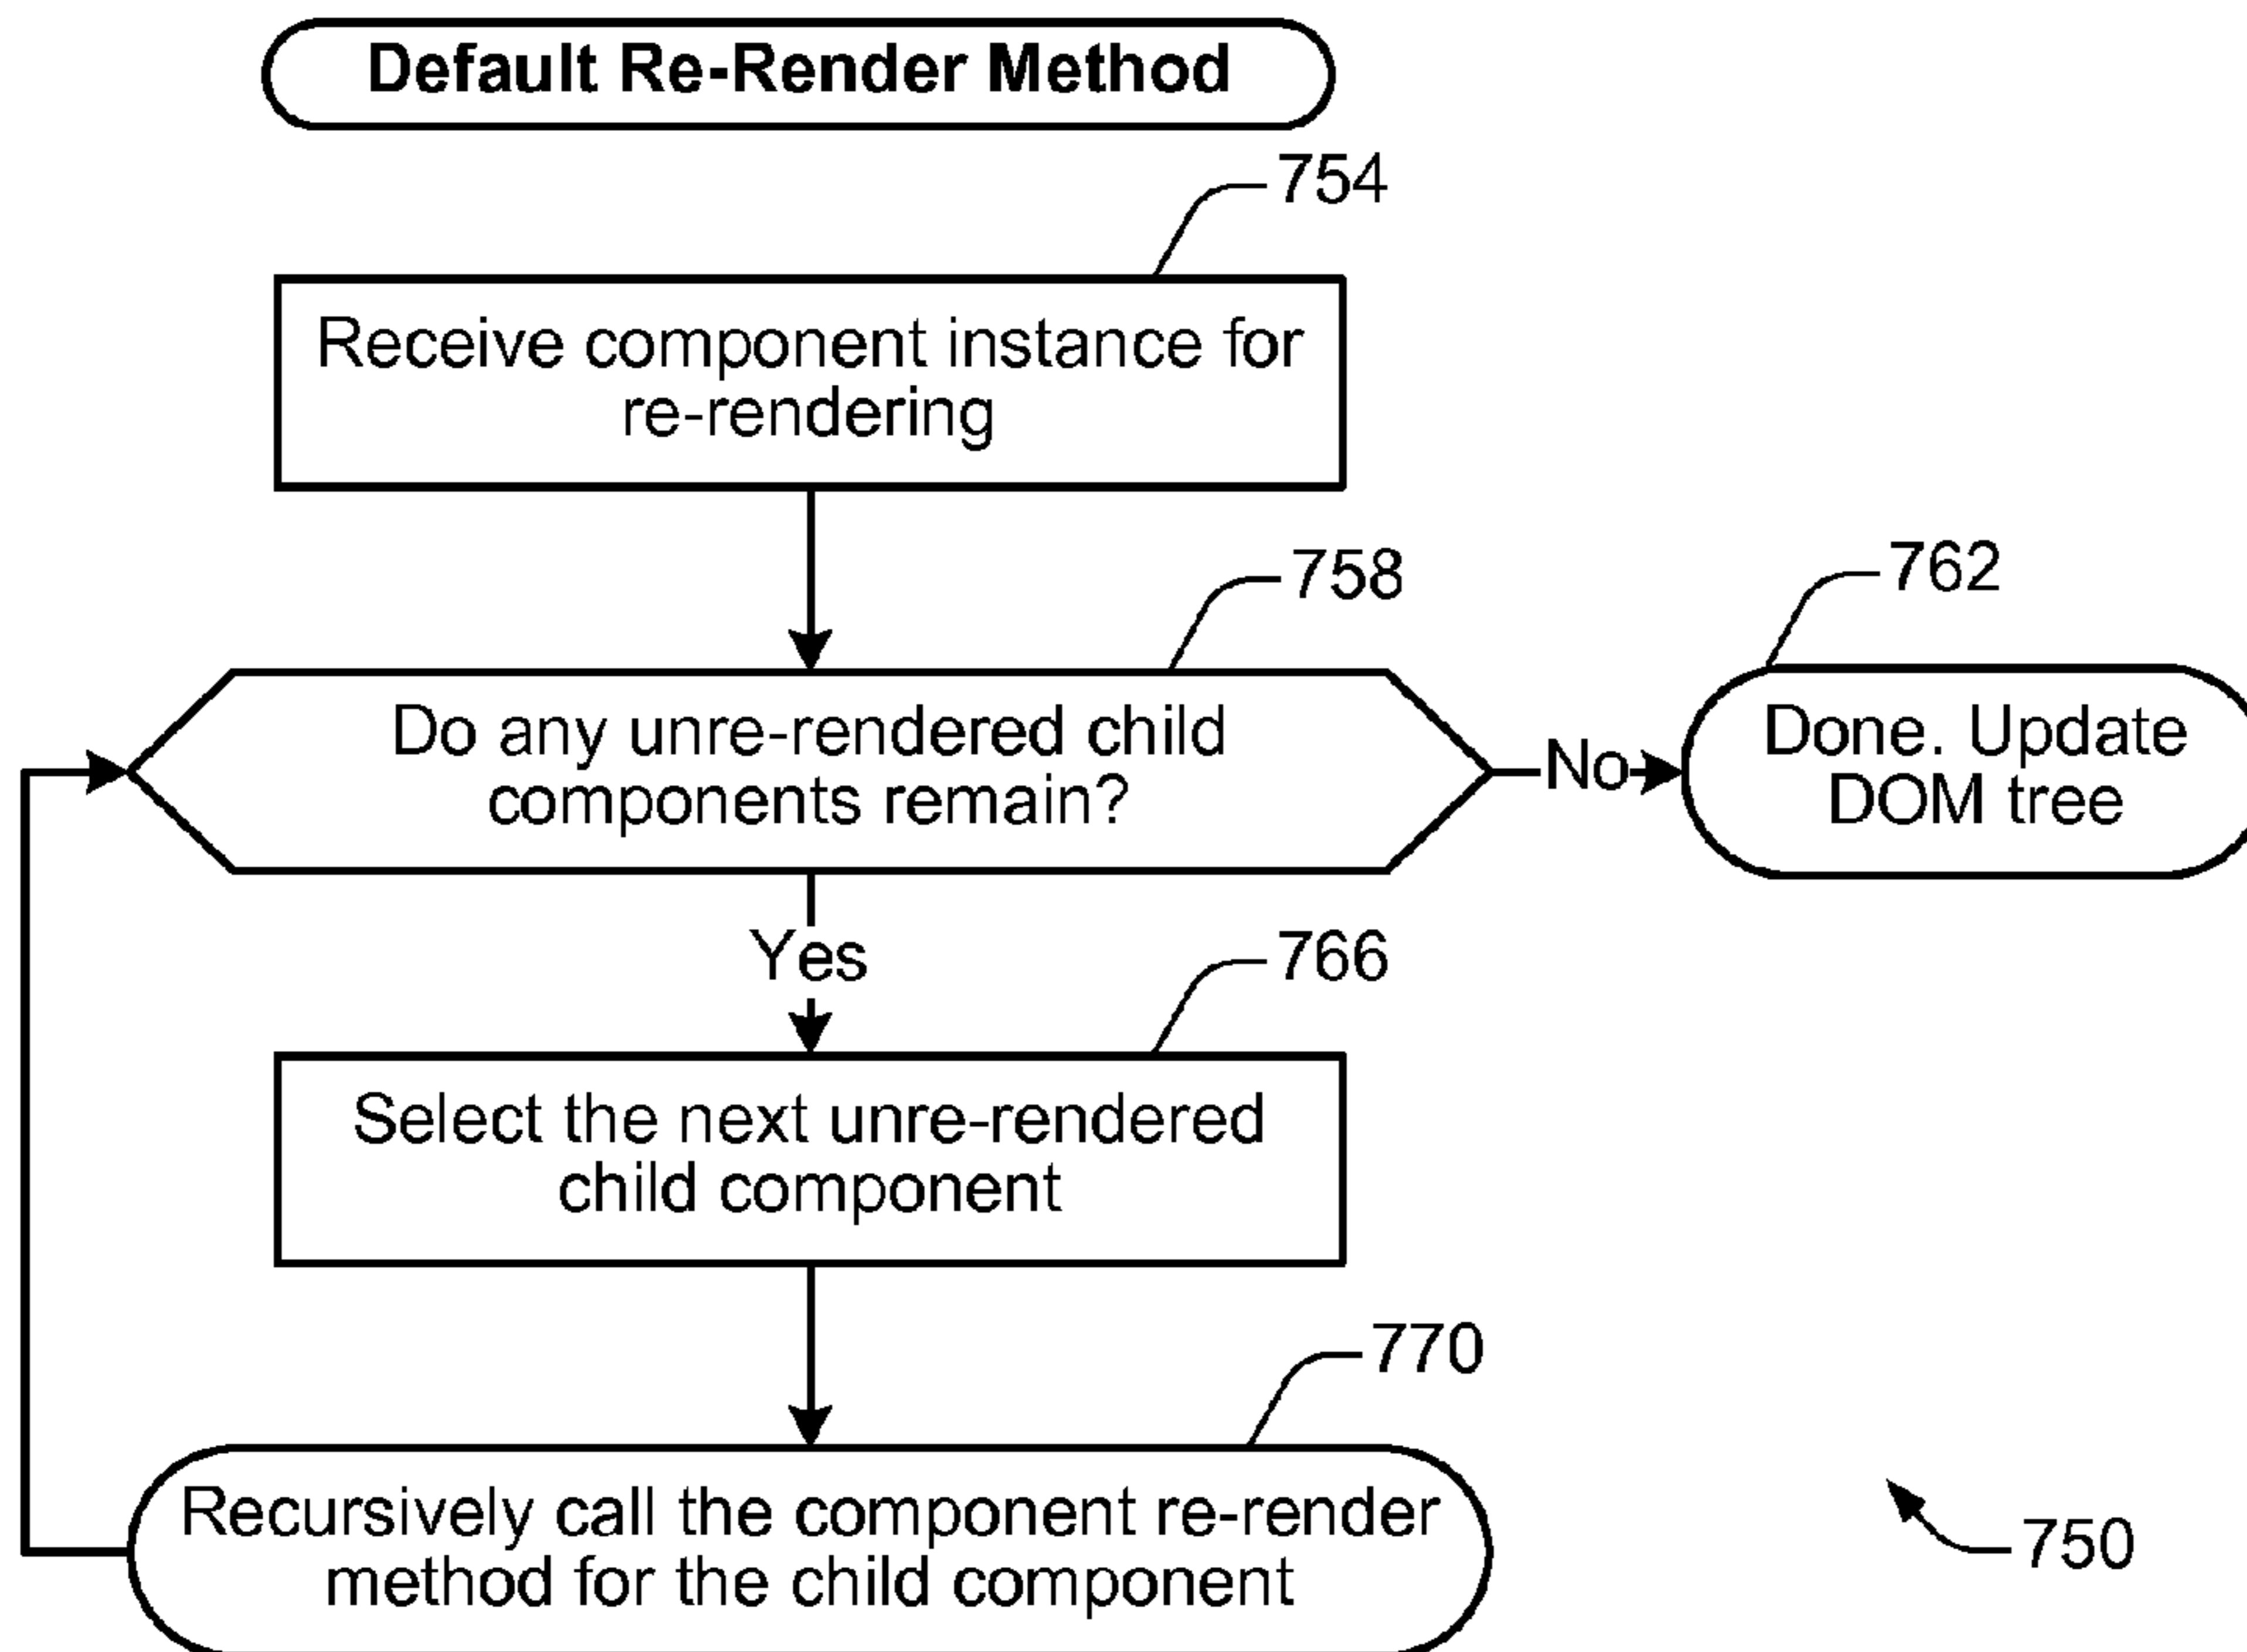 Default Re-Render Method
754
Receive component instance for
re-rendering
758
762
Do any unre-rendered child
components remain?
No
Done. Update
DOM tree
Yes
766
Select the next unre-rendered
child component
770
Recursively call the component re-render
method for the child component
750